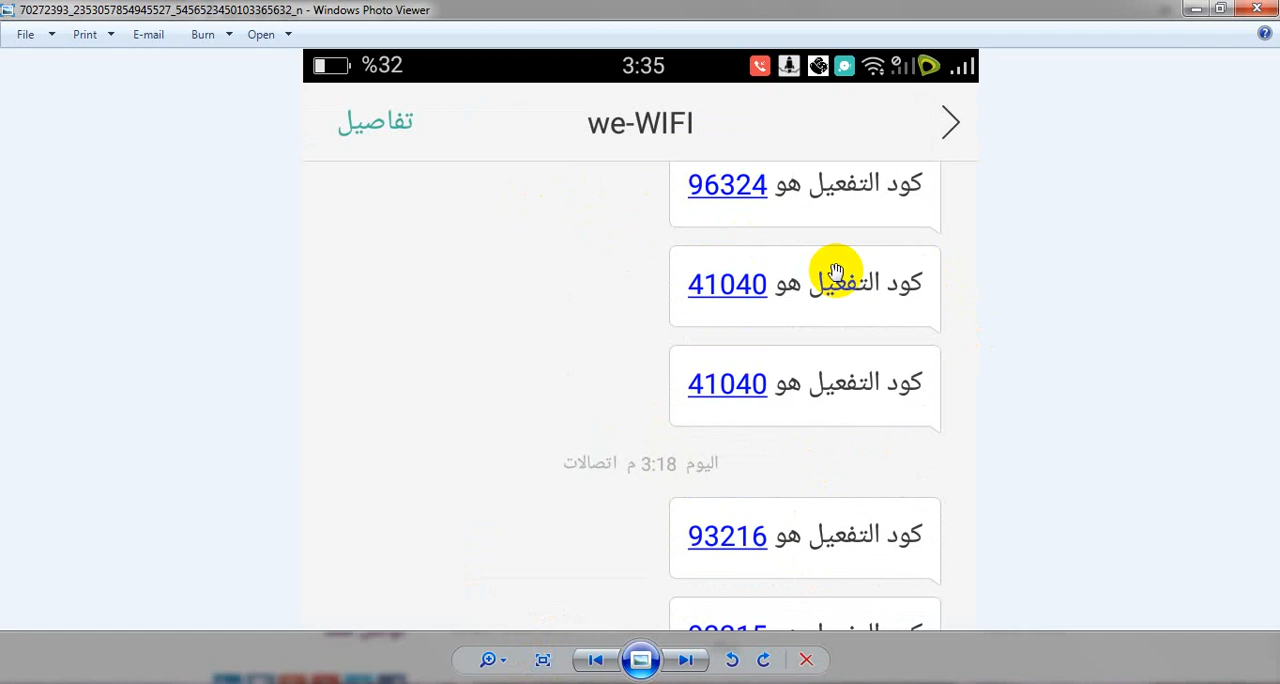 70272393_2353057854945527_5456523450103365632_n - Windows Photo Viewer
File Print E-mail Burn Open
%32 3:35
تفاصيل we-WIFI
كود التفعيل هو 96324
كود التفعيل هو 41040
كود التفعيل هو 41040
اليوم 3:18 م اتصالات
كود التفعيل هو 93216